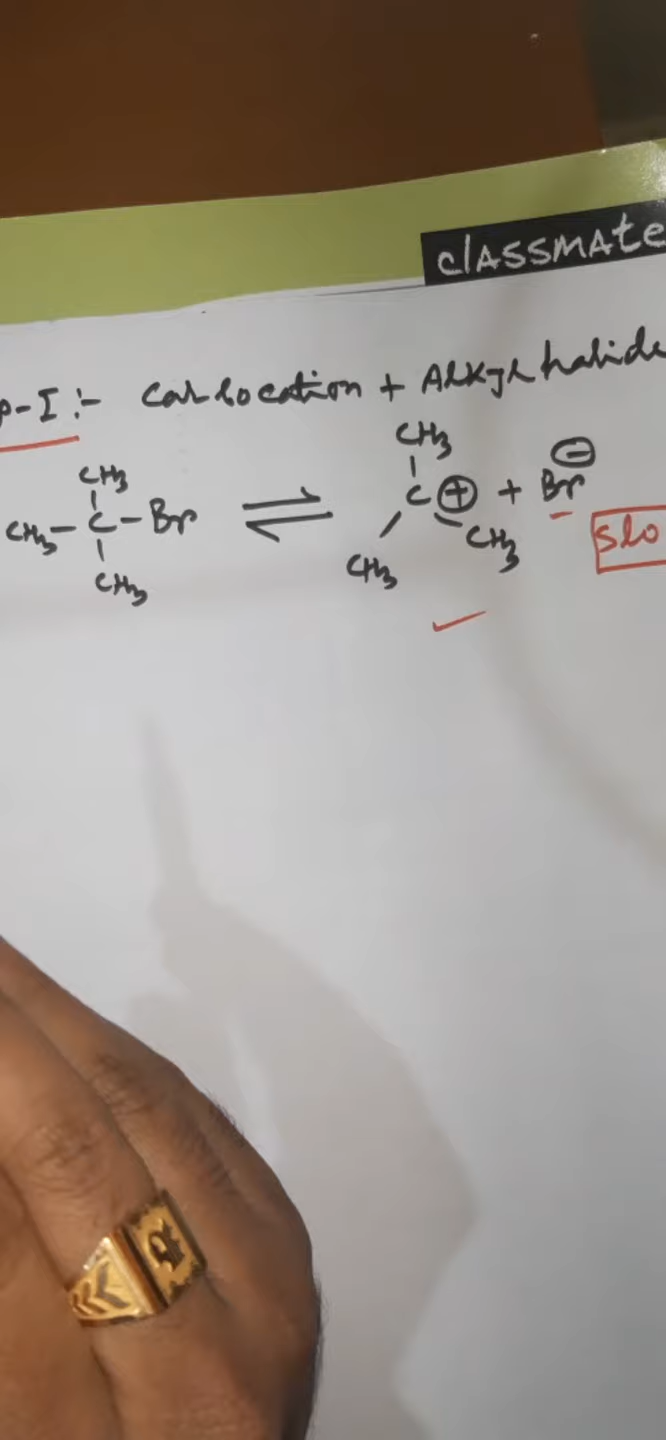 classmate
p-I :- Carbocation + Alkyl halide
CH3 CH3
CH3-C-Br ⇌ C⊕ + Br⊖ Slo
CH3 CH3 CH3